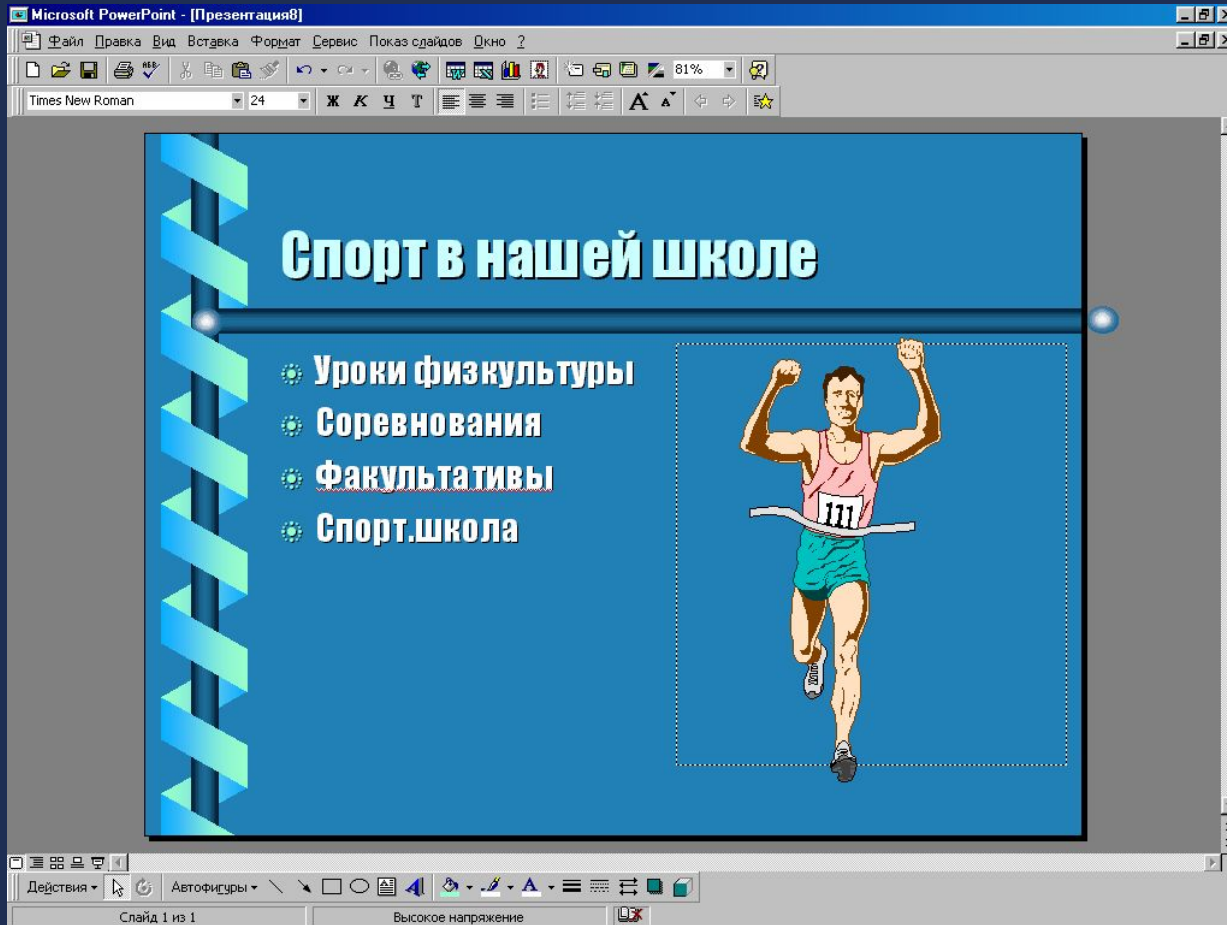 Microsoft PowerPoint - [Презентация8]
Файл Правка Вид Вставка Формат Сервис Показ слайдов Окно ?
81%
Times New Roman 24 Ж К Ч Т
Спорт в нашей школе
Уроки физкультуры
Соревнования
Факультативы
Спорт.школа
111
Действия Автофигуры
Слайд 1 из 1 Высокое напряжение